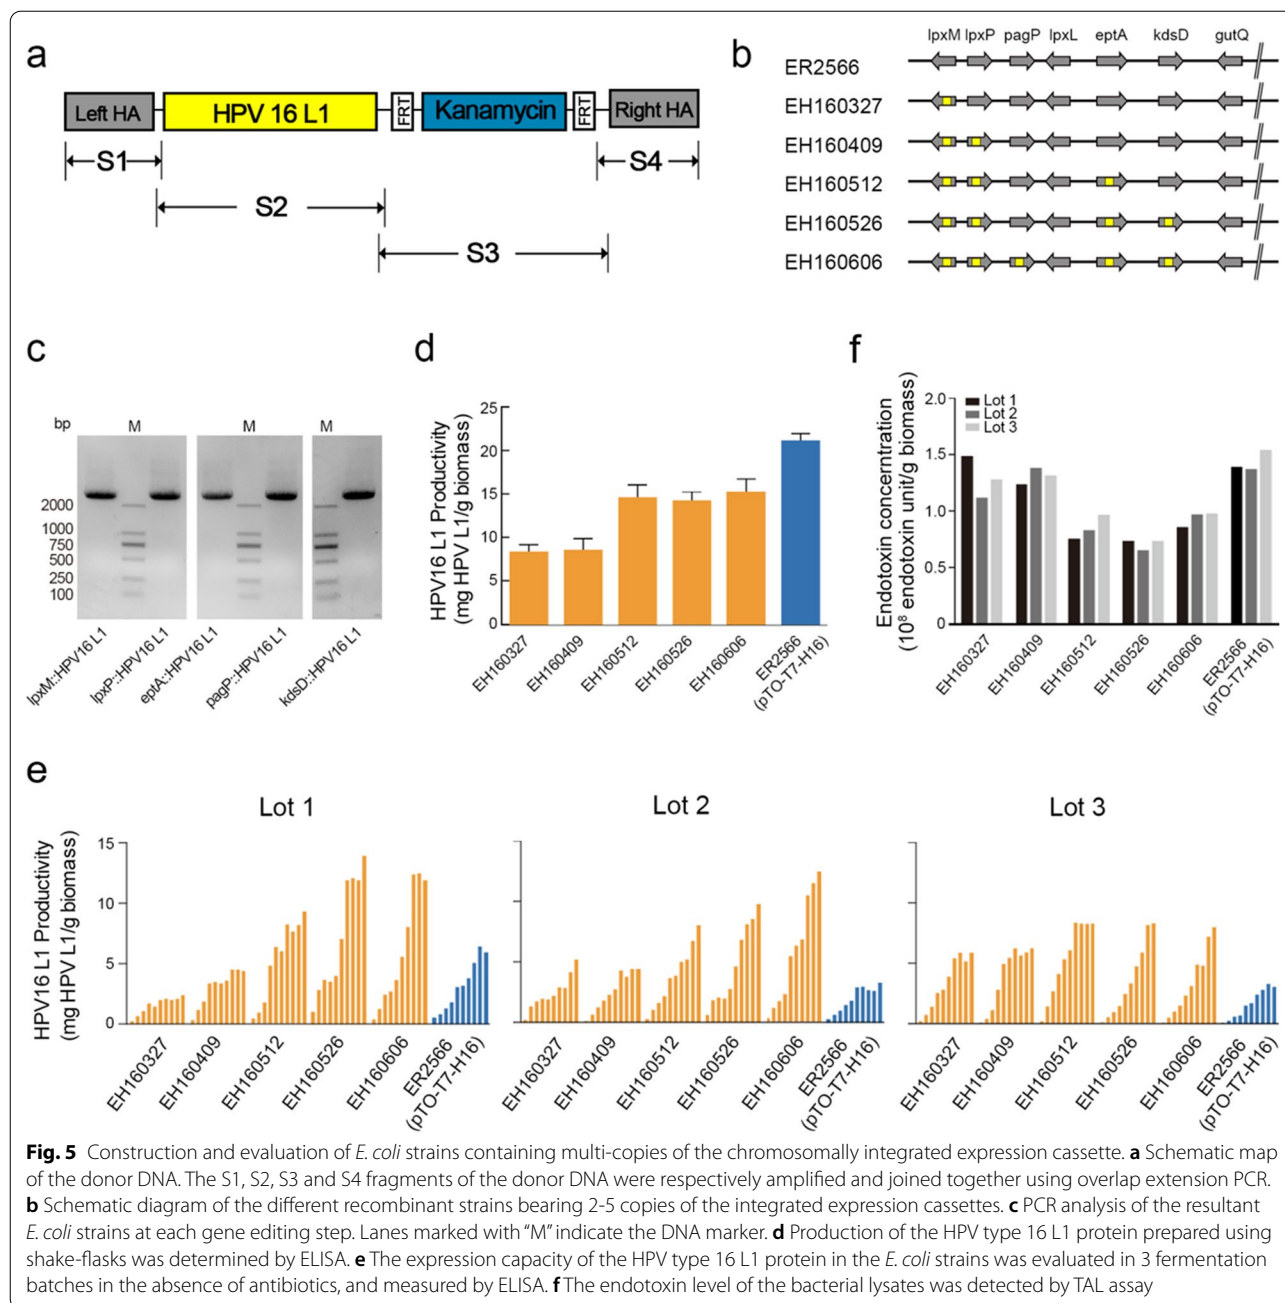 a
Left HA
HPV 16 L1
FRT
Kanamycin
FRT
Right HA
S1
S4
S2
S3
b
lpxM lpxP pagP lpxL eptA kdsD gutQ
ER2566
EH160327
EH160409
EH160512
EH160526
EH160606
c
bp
M
M
M
2000
1000
750
500
250
100
lpxM::HPV16 L1
lpxP::HPV16 L1
eptA::HPV16 L1
pagP::HPV16 L1
kdsD::HPV16 L1
d
HPV16 L1 Productivity
(mg HPV L1/g biomass)
25
20
15
10
5
0
EH160327
EH160409
EH160512
EH160526
EH160606
ER2566
(pTO-T7-H16)
f
Endotoxin concentration
(10⁸ endotoxin unit/g biomass)
2.0
1.5
1.0
0.5
0
Lot 1
Lot 2
Lot 3
EH160327
EH160409
EH160512
EH160526
EH160606
ER2566
(pTO-T7-H16)
e
Lot 1
Lot 2
Lot 3
HPV16 L1 Productivity
(mg HPV L1/g biomass)
15
10
5
0
EH160327
EH160409
EH160512
EH160526
EH160606
ER2566
(pTO-T7-H16)
EH160327
EH160409
EH160512
EH160526
EH160606
ER2566
(pTO-T7-H16)
EH160327
EH160409
EH160512
EH160526
EH160606
ER2566
(pTO-T7-H16)
Fig. 5 Construction and evaluation of E. coli strains containing multi-copies of the chromosomally integrated expression cassette. a Schematic map
of the donor DNA. The S1, S2, S3 and S4 fragments of the donor DNA were respectively amplified and joined together using overlap extension PCR.
b Schematic diagram of the different recombinant strains bearing 2-5 copies of the integrated expression cassettes. c PCR analysis of the resultant
E. coli strains at each gene editing step. Lanes marked with “M” indicate the DNA marker. d Production of the HPV type 16 L1 protein prepared using
shake-flasks was determined by ELISA. e The expression capacity of the HPV type 16 L1 protein in the E. coli strains was evaluated in 3 fermentation
batches in the absence of antibiotics, and measured by ELISA. f The endotoxin level of the bacterial lysates was detected by TAL assay